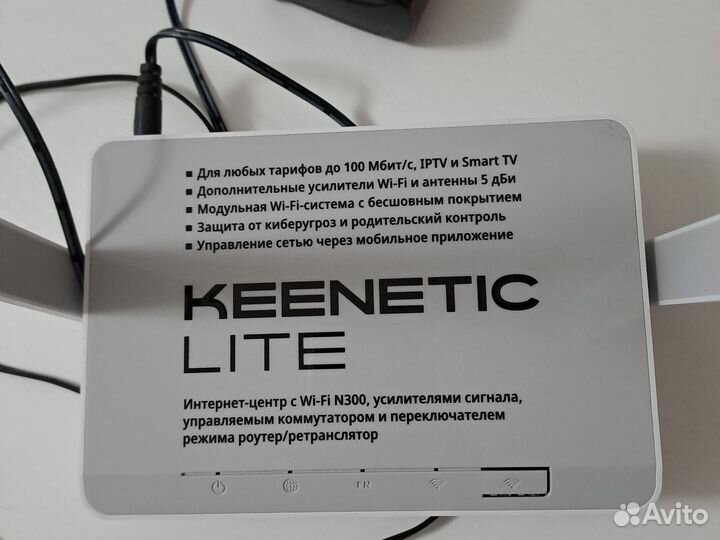 ▪ Для любых тарифов до 100 Мбит/с, IPTV и Smart TV
▪ Дополнительные усилители Wi-Fi и антенны 5 дБи
▪ Модульная Wi-Fi-система с бесшовным покрытием
▪ Защита от киберугроз и родительский контроль
▪ Управление сетью через мобильное приложение
KEENETIC
LITE
Интернет-центр с Wi-Fi N300, усилителями сигнала,
управляемым коммутатором и переключателем
режима роутер/ретранслятор
FN
Avito